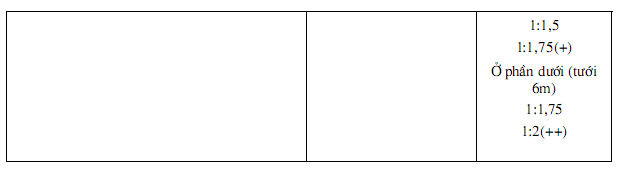 1:1,5
1:1,75(+)
Ở phần dưới (tưới
6m)
1:1,75
1:2(++)